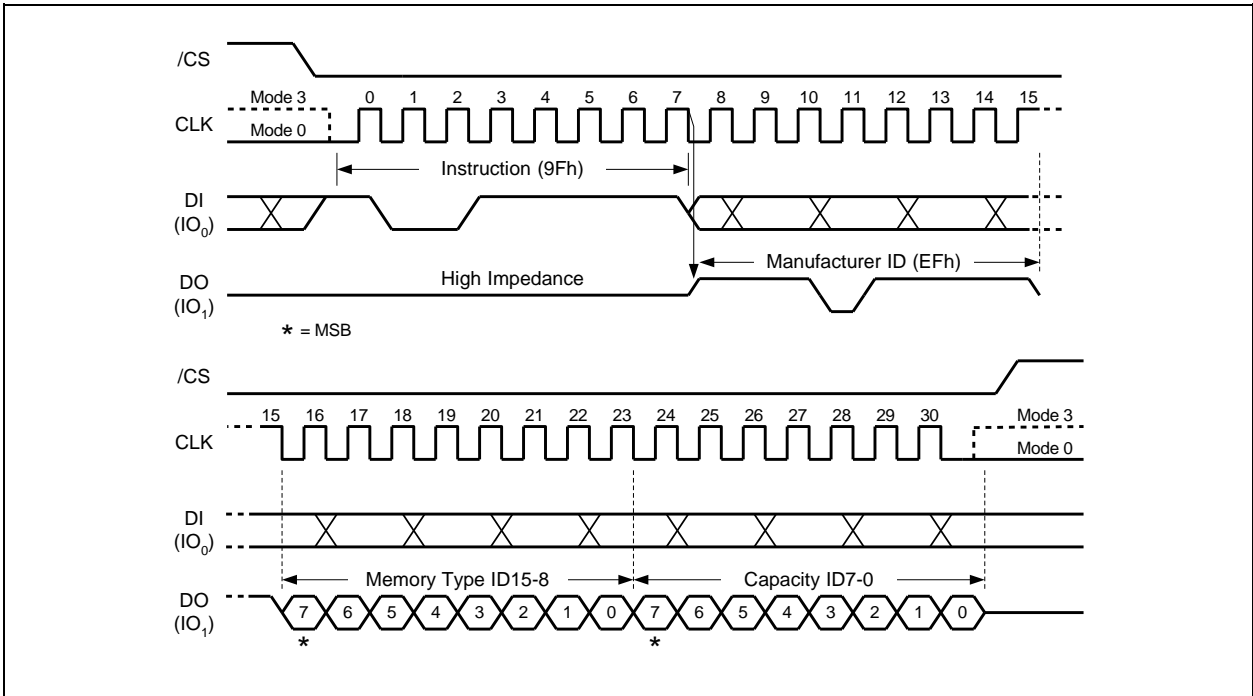 /CS
Mode 3 0 1 2 3 4 5 6 7 8 9 10 11 12 13 14 15
CLK
Mode 0
Instruction (9Fh)
DI
(IO0)
Manufacturer ID (EFh)
DO
(IO1)
High Impedance
* = MSB
/CS
15 16 17 18 19 20 21 22 23 24 25 26 27 28 29 30 Mode 3
CLK
Mode 0
DI
(IO0)
Memory Type ID15-8 Capacity ID7-0
DO
(IO1)
7 6 5 4 3 2 1 0 7 6 5 4 3 2 1 0
* *